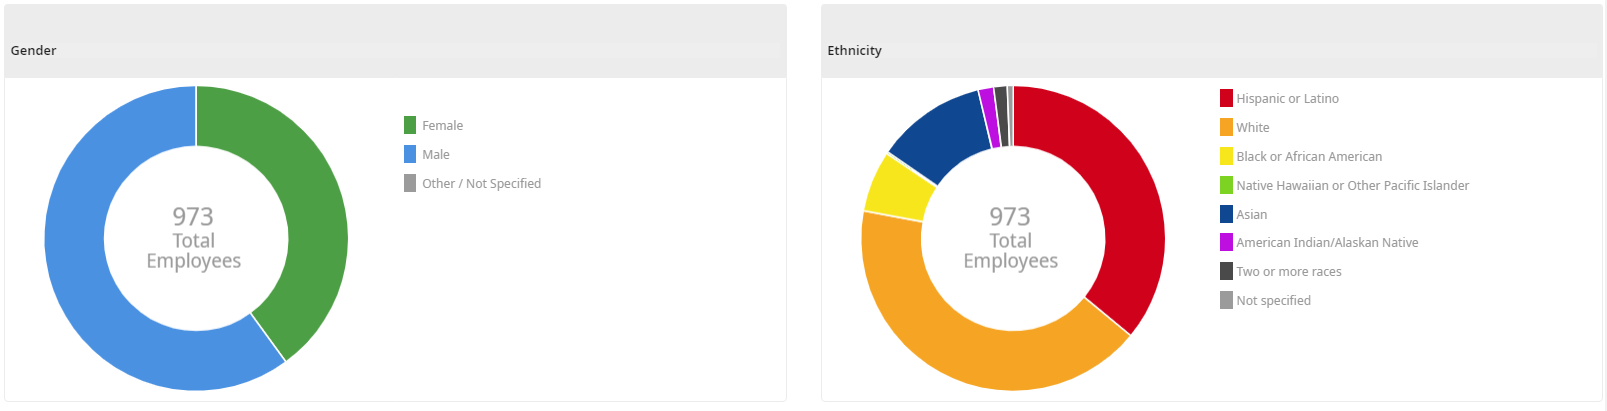 Gender
Female
Male
Other / Not Specified
973
Total
Employees
Ethnicity
Hispanic or Latino
White
Black or African American
Native Hawaiian or Other Pacific Islander
Asian
American Indian/Alaskan Native
Two or more races
Not specified
973
Total
Employees